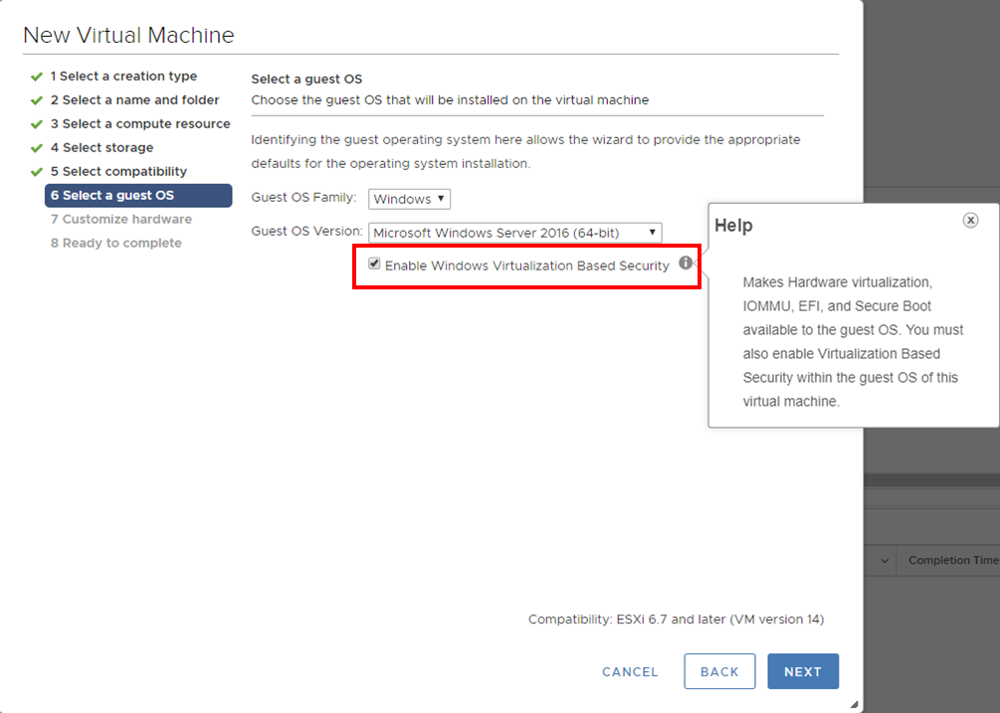 New Virtual Machine
1 Select a creation type
2 Select a name and folder
3 Select a compute resource
4 Select storage
5 Select compatibility
6 Select a guest OS
7 Customize hardware
8 Ready to complete
Select a guest OS
Choose the guest OS that will be installed on the virtual machine
Identifying the guest operating system here allows the wizard to provide the appropriate
defaults for the operating system installation.
Guest OS Family: Windows
Guest OS Version: Microsoft Windows Server 2016 (64-bit)
Enable Windows Virtualization Based Security
Help
Makes Hardware virtualization,
IOMMU, EFI, and Secure Boot
available to the guest OS. You must
also enable Virtualization Based
Security within the guest OS of this
virtual machine.
Completion Time
Compatibility: ESXi 6.7 and later (VM version 14)
CANCEL BACK NEXT